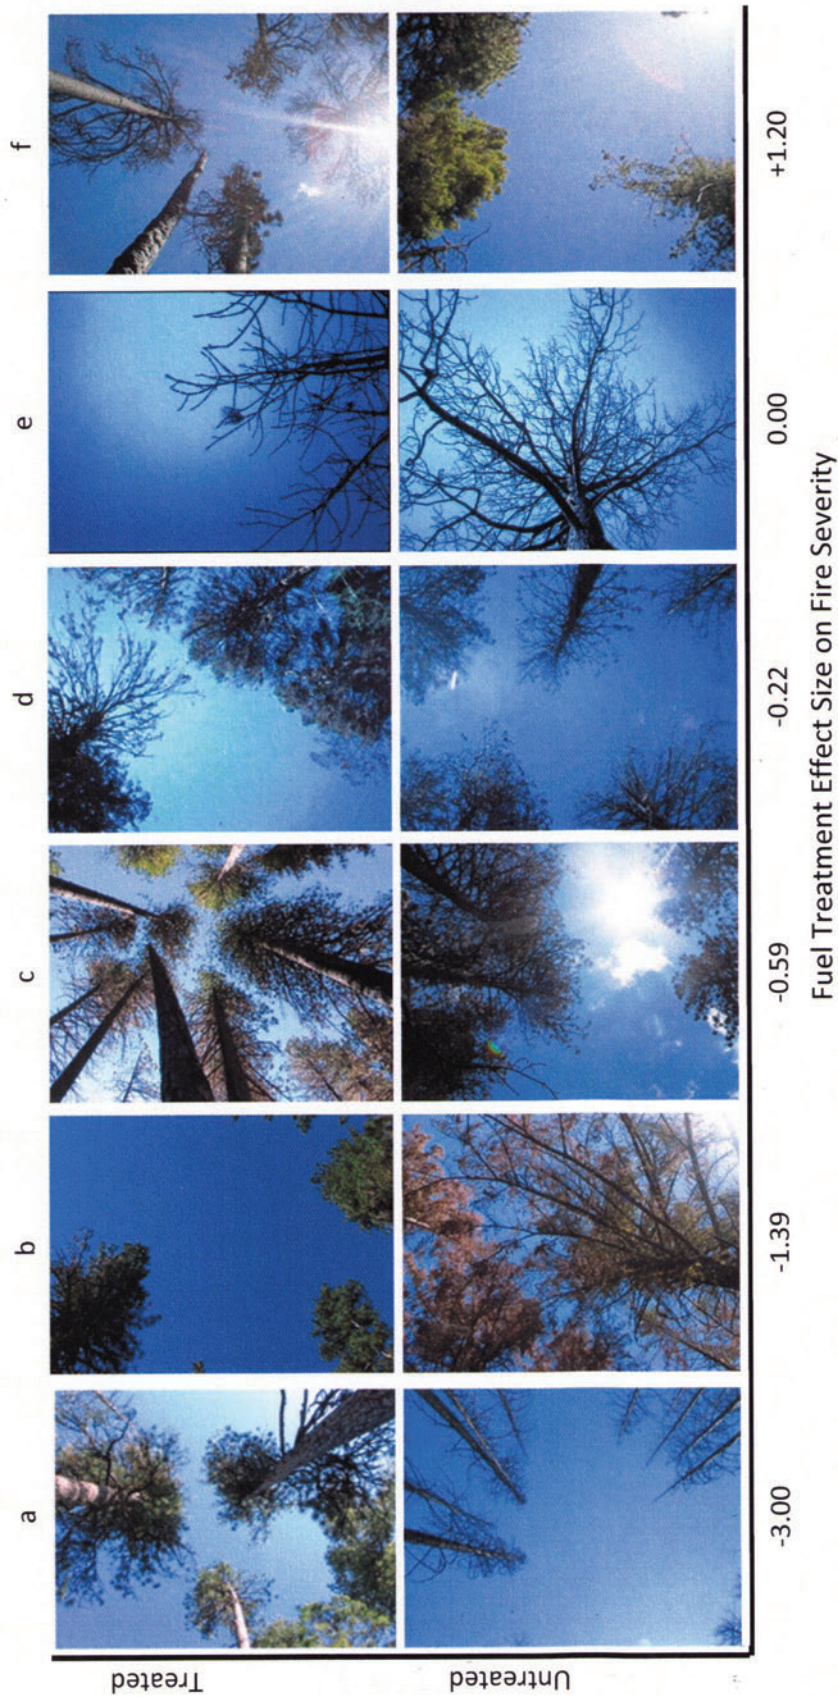 a b c d e f
Treated
Untreated
-3.00 -1.39 -0.59 -0.22 0.00 +1.20
Fuel Treatment Effect Size on Fire Severity